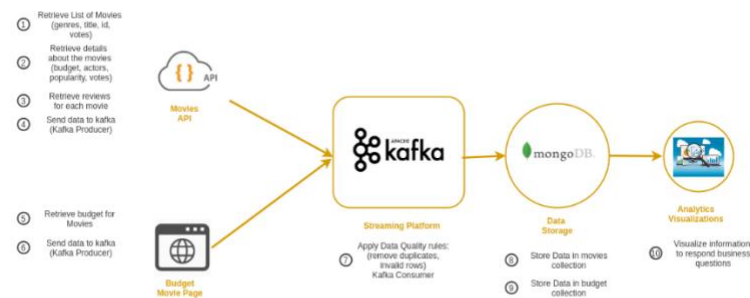 1
Retrieve List of Movies
(genres, title, id,
votes)
2
Retrieve details
about the movies
(budget, actors,
popularity, votes)
3
Retrieve reviews
for each movie
4
Send data to kafka
(Kafka Producer)
{ } API
Movies
API
5
Retrieve budget for
Movies
6
Send data to kafka
(Kafka Producer)
Budget
Movie Page
APACHE
kafka
Streaming Platform
7
Apply Data Quality rules:
(remove duplicates,
invalid rows)
Kafka Consumer
mongoDB.
Data
Storage
8
Store Data in movies
collection
9
Store Data in budget
collection
Analytics
Visualizations
10
Visualize information
to respond business
questions